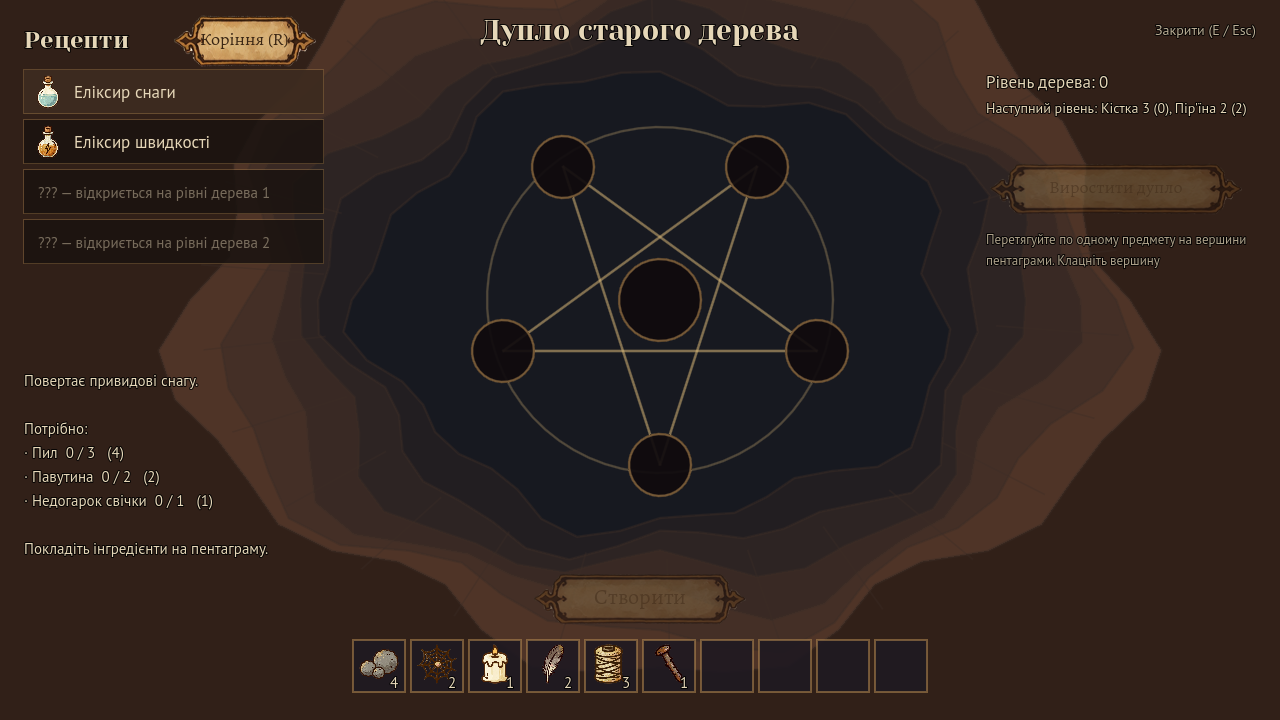 Рецепти
Коріння (R)
Дупло старого дерева
Закрити (E / Esc)
Еліксир снаги
Еліксир швидкості
??? — відкриється на рівні дерева 1
??? — відкриється на рівні дерева 2
Рівень дерева: 0
Наступний рівень: Кістка 3 (0), Пір'їна 2 (2)
Виростити дупло
Перетягуйте по одному предмету на вершини
пентаграми. Клацніть вершину
Повертає привидові снагу.
Потрібно:
· Пил 0 / 3 (4)
· Павутина 0 / 2 (2)
· Недогарок свічки 0 / 1 (1)
Покладіть інгредієнти на пентаграму.
Створити
4
2
1
2
3
1